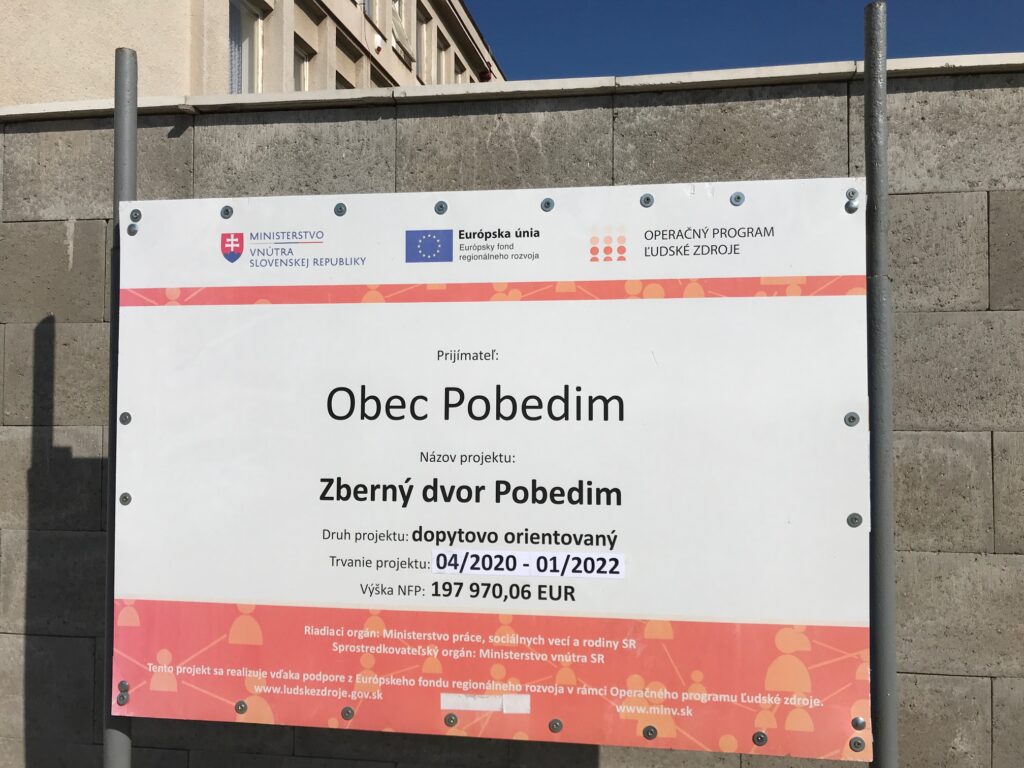 MINISTERSTVO
VNÚTRA
SLOVENSKEJ REPUBLIKY
Európska únia
Európsky fond
regionálneho rozvoja
OPERAČNÝ PROGRAM
ĽUDSKÉ ZDROJE
Prijímateľ:
Obec Pobedim
Názov projektu:
Zberný dvor Pobedim
Druh projektu: dopytovo orientovaný
Trvanie projektu: 04/2020 - 01/2022
Výška NFP: 197 970,06 EUR
Riadiaci orgán: Ministerstvo práce, sociálnych vecí a rodiny SR
Sprostredkovateľský orgán: Ministerstvo vnútra SR
Tento projekt sa realizuje vďaka podpore z Európskeho fondu regionálneho rozvoja v rámci Operačného programu Ľudské zdroje.
www.ludskezdroje.gov.sk
www.minv.sk